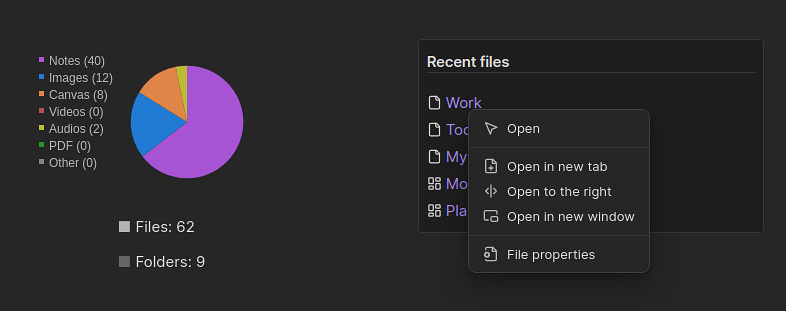 Notes (40)
Images (12)
Canvas (8)
Videos (0)
Audios (2)
PDF (0)
Other (0)
Files: 62
Folders: 9
Recent files
Work
My
Open
Open in new tab
Open to the right
Open in new window
File properties